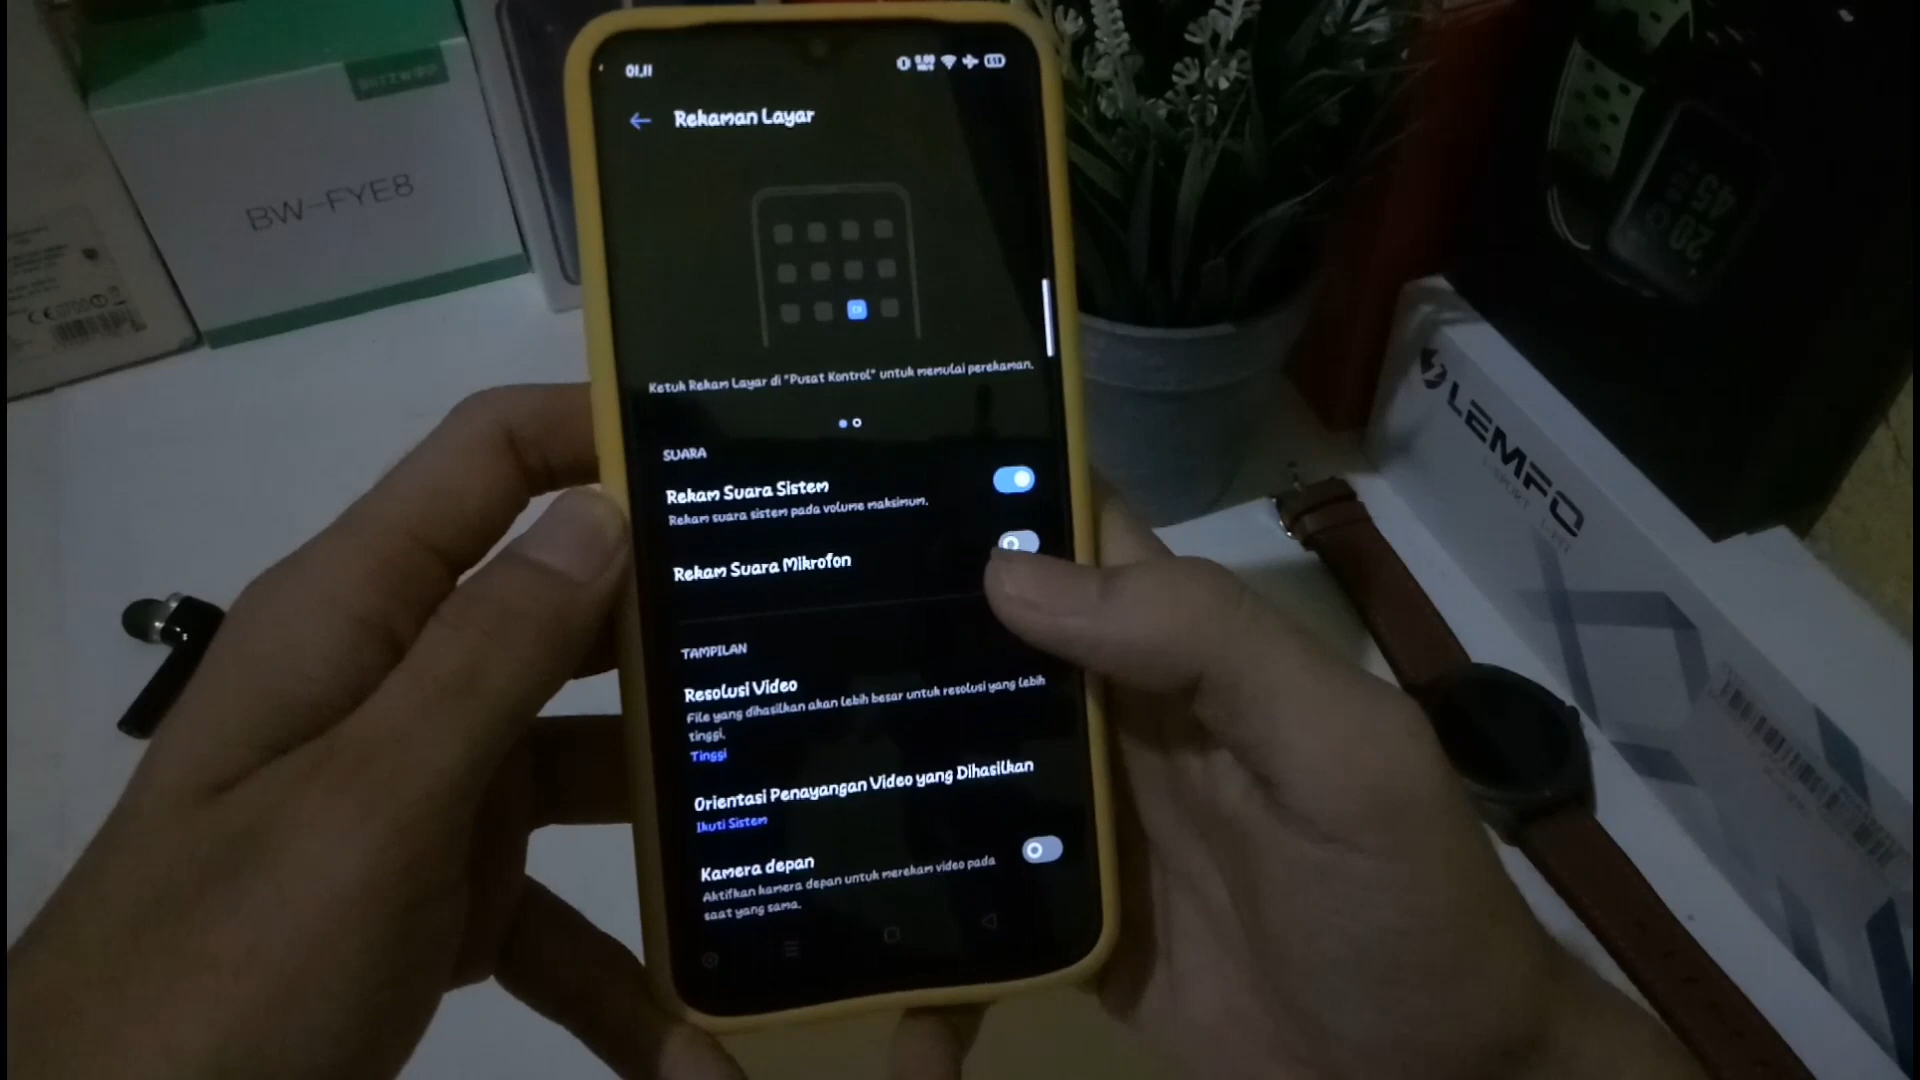 01.11
Rekaman Layar
Ketuk Rekam Layar di "Pusat Kontrol" untuk memulai perekaman.
SUARA
Rekam Suara Sistem
Rekam suara sistem pada volume maksimum.
Rekam Suara Mikrofon
TAMPILAN
Resolusi Video
File yang dihasilkan akan lebih besar untuk resolusi yang lebih
tinggi.
Tinggi
Orientasi Penayangan Video yang Dihasilkan
Ikuti Sistem
Kamera depan
Aktifkan kamera depan untuk merekam video pada
saat yang sama.
BW-FYE8
LEMFO
20
45